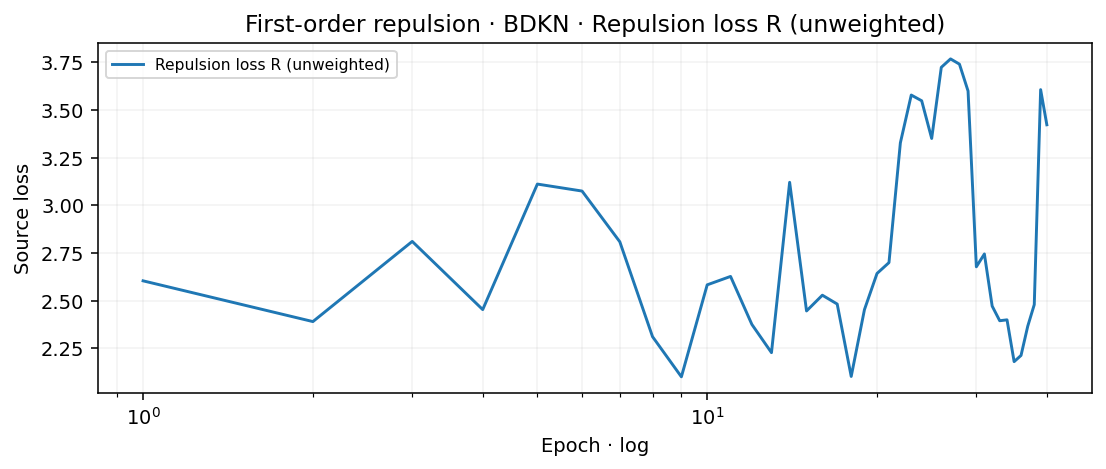 First-order repulsion · BDKN · Repulsion loss R (unweighted)
Repulsion loss R (unweighted)
Source loss
3.75
3.50
3.25
3.00
2.75
2.50
2.25
10⁰
10¹
Epoch · log